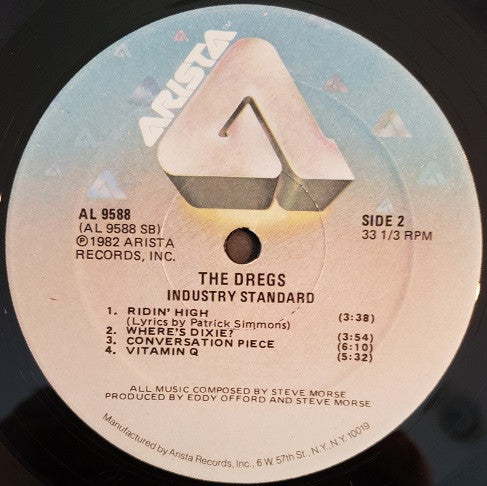 ARISTA
AL 9588
(AL 9588 SB)
℗1982 ARISTA
RECORDS, INC.
SIDE 2
33 1/3 RPM
THE DREGS
INDUSTRY STANDARD
1. RIDIN' HIGH (3:38)
(Lyrics by Patrick Simmons)
2. WHERE'S DIXIE? (3:54)
3. CONVERSATION PIECE (6:10)
4. VITAMIN Q (5:32)
ALL MUSIC COMPOSED BY STEVE MORSE
PRODUCED BY EDDY OFFORD AND STEVE MORSE
Manufactured by Arista Records, Inc., 6 W. 57th St., N.Y., N.Y. 10019